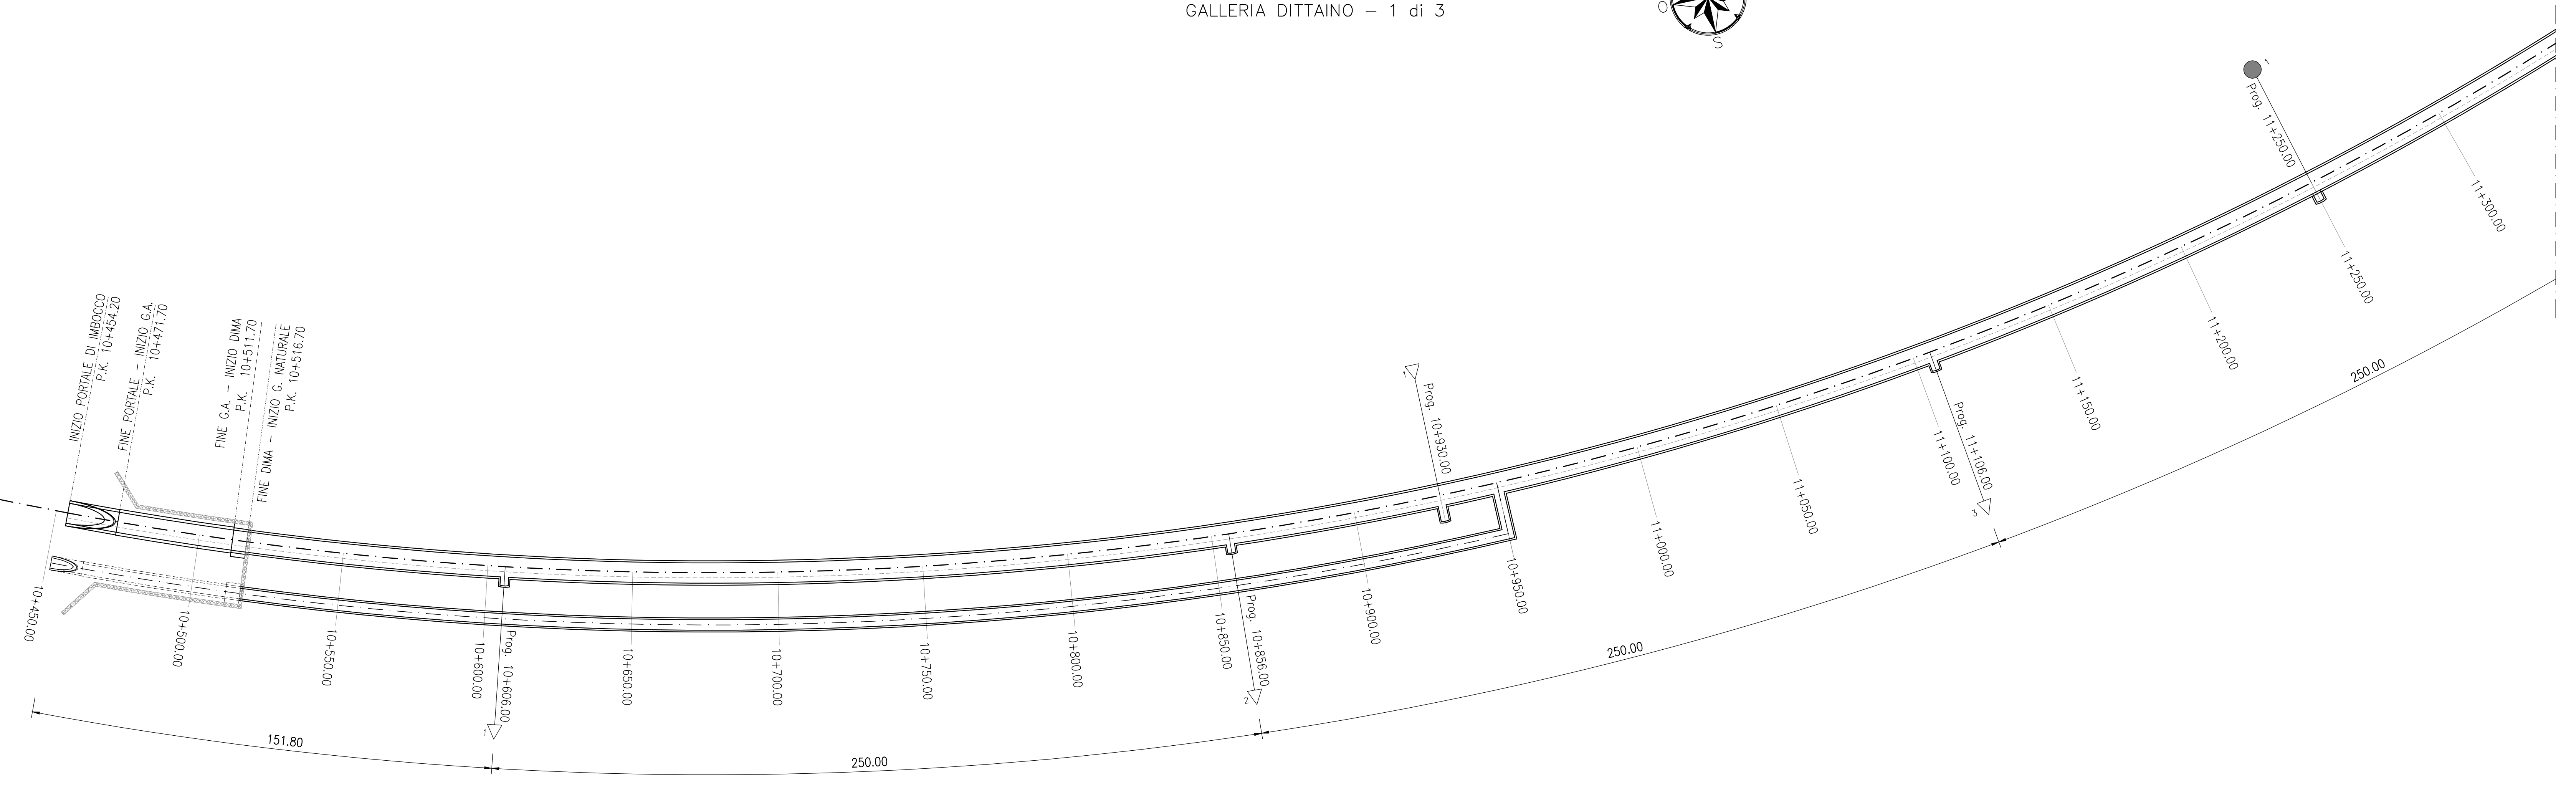 GALLERIA DITTAINO – 1 di 3
O
S
INIZIO PORTALE DI IMBOCCO
P.K. 10+454.20
FINE PORTALE – INIZIO G.A.
P.K. 10+471.70
FINE G.A. – INIZIO DIMA
P.K. 10+511.70
FINE DIMA – INIZIO G. NATURALE
P.K. 10+516.70
1
Prog. 10+930.00
1
Prog. 11+250.00
10+450.00
10+500.00
10+550.00
10+600.00
Prog. 10+606.00
1
10+650.00
10+700.00
10+750.00
10+800.00
10+850.00
Prog. 10+856.00
2
10+900.00
10+950.00
11+000.00
11+050.00
11+100.00
Prog. 11+106.00
3
11+150.00
11+200.00
11+250.00
11+300.00
151.80
250.00
250.00
250.00